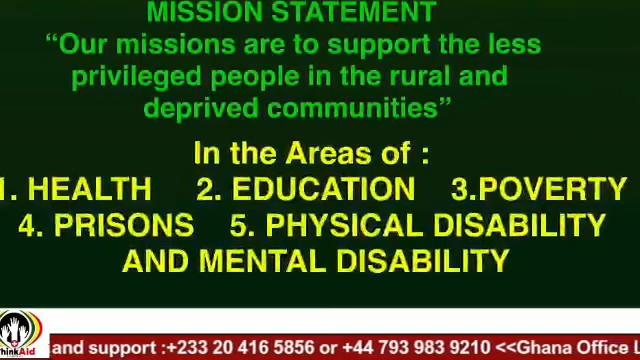 MISSION STATEMENT
“Our missions are to support the less
privileged people in the rural and
deprived communities”
In the Areas of :
1. HEALTH 2. EDUCATION 3.POVERTY
4. PRISONS 5. PHYSICAL DISABILITY
AND MENTAL DISABILITY
ThinkAid
and support :+233 20 416 5856 or +44 793 983 9210 <<Ghana Office L